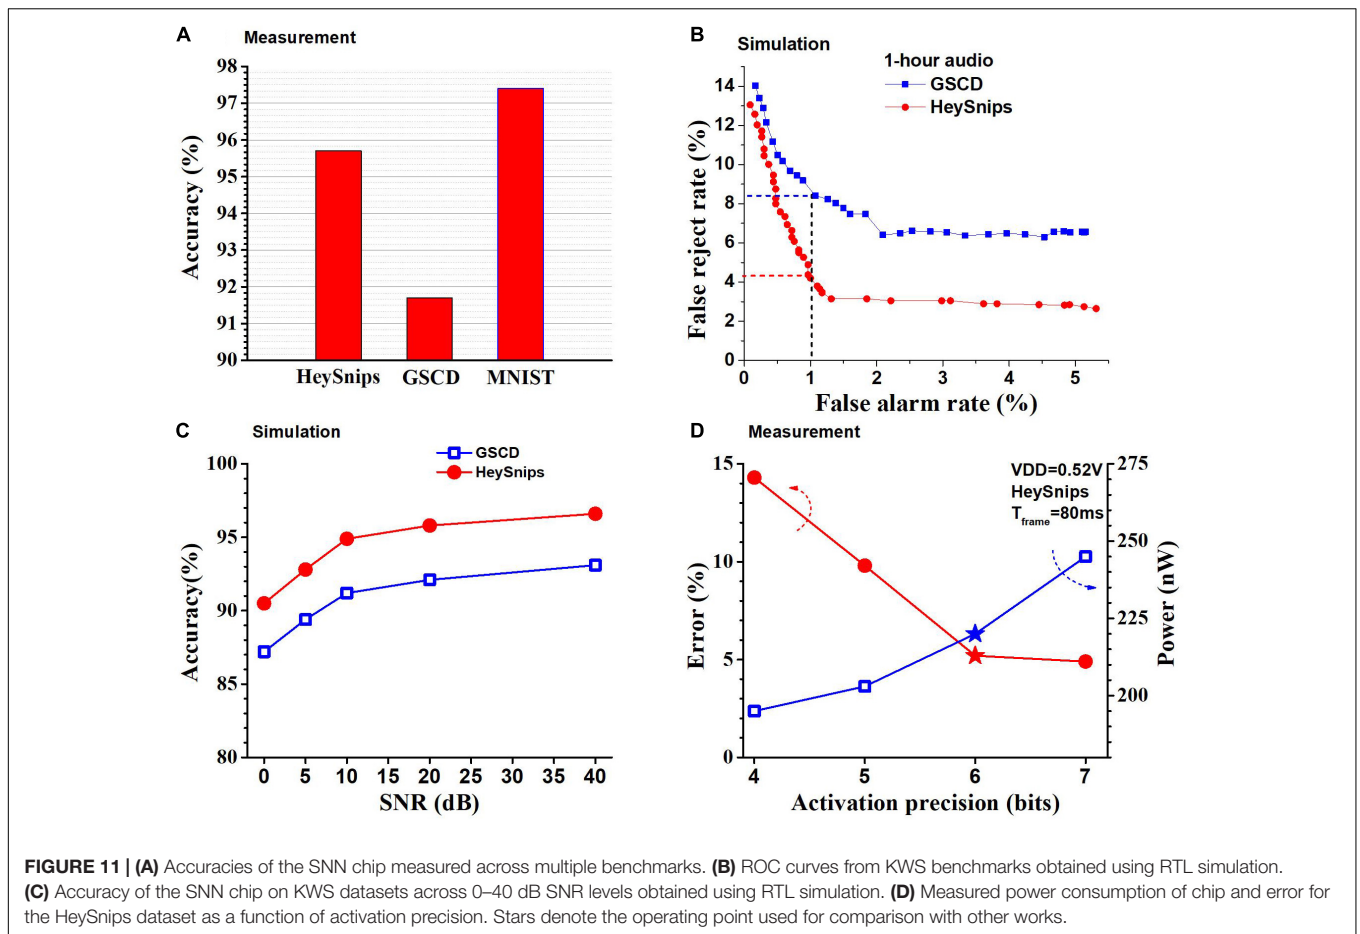 A
Measurement
98
97
96
95
94
93
92
91
90
Accuracy (%)
HeySnips GSCD MNIST
B
Simulation
1-hour audio
GSCD
HeySnips
14
12
10
8
6
4
2
0
False reject rate (%)
0 1 2 3 4 5
False alarm rate (%)
C
Simulation
GSCD
HeySnips
100
95
90
85
80
Accuracy(%)
0 5 10 15 20 25 30 35 40
SNR (dB)
D
Measurement
VDD=0.52V
HeySnips
Tframe=80ms
15
10
5
0
Error (%)
275
250
225
200
Power (nW)
4 5 6 7
Activation precision (bits)
FIGURE 11 | (A) Accuracies of the SNN chip measured across multiple benchmarks. (B) ROC curves from KWS benchmarks obtained using RTL simulation.
(C) Accuracy of the SNN chip on KWS datasets across 0–40 dB SNR levels obtained using RTL simulation. (D) Measured power consumption of chip and error for
the HeySnips dataset as a function of activation precision. Stars denote the operating point used for comparison with other works.